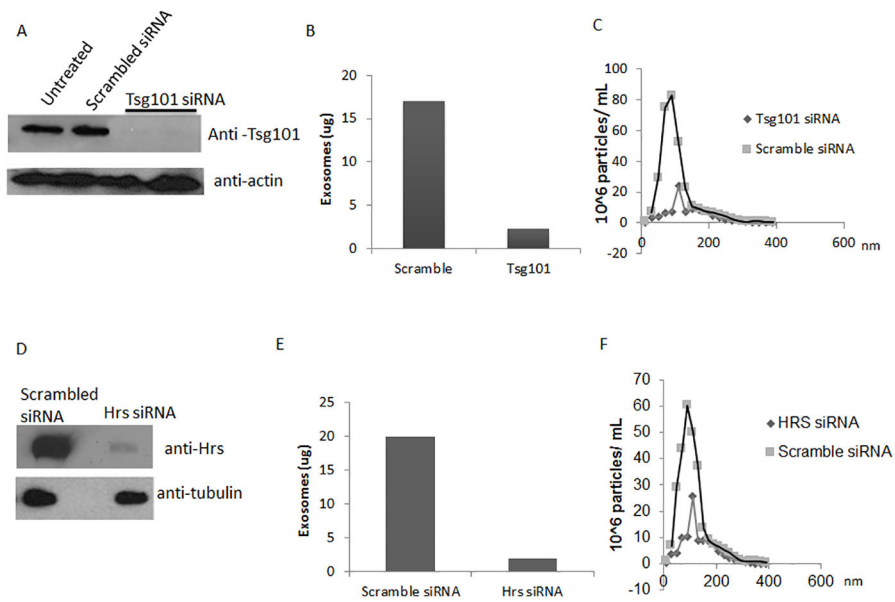 A
Untreated
Scrambled siRNA
Tsg101 siRNA
Anti -Tsg101
anti-actin
B
Exosomes (ug)
20
15
10
5
0
Scramble
Tsg101
C
10^6 particles/ mL
100
80
60
40
20
0
-20
0
200
400
600
nm
Tsg101 siRNA
Scramble siRNA
D
Scrambled
siRNA
Hrs siRNA
anti-Hrs
anti-tubulin
E
Exosomes (ug)
25
20
15
10
5
0
Scramble siRNA
Hrs siRNA
F
10^6 particles/ mL
70
60
50
40
30
20
10
0
-10
0
200
400
600
nm
HRS siRNA
Scramble siRNA